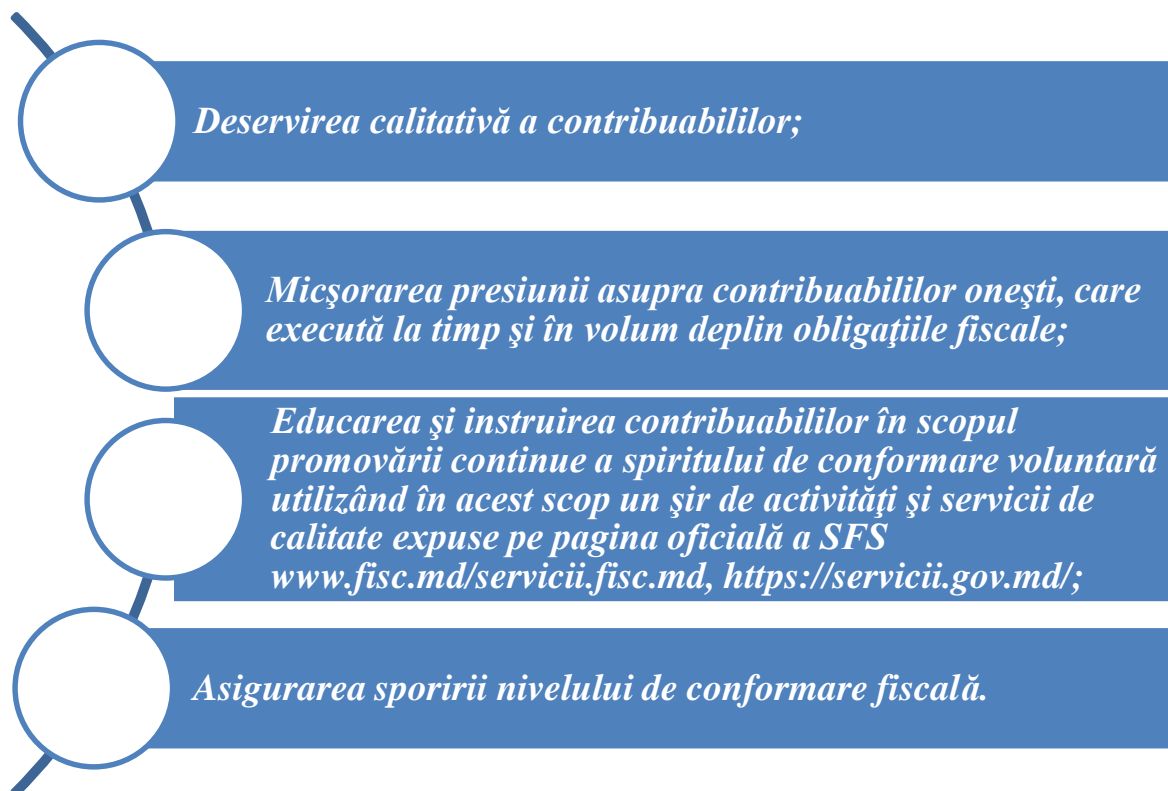 Deservirea calitativă a contribuabililor;
Micşorarea presiunii asupra contribuabililor oneşti, care
execută la timp şi în volum deplin obligaţiile fiscale;
Educarea şi instruirea contribuabililor în scopul
promovării continue a spiritului de conformare voluntară
utilizând în acest scop un şir de activităţi şi servicii de
calitate expuse pe pagina oficială a SFS
www.fisc.md/servicii.fisc.md, https://servicii.gov.md/;
Asigurarea sporirii nivelului de conformare fiscală.